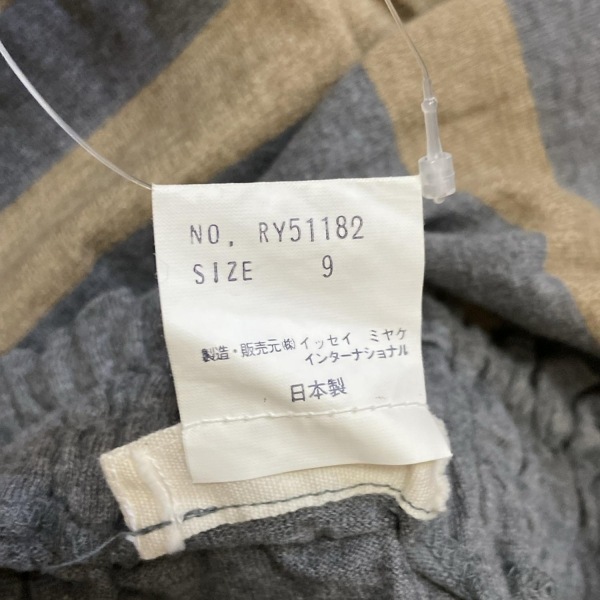 NO. RY51182
SIZE 9
製造・販売元㈱イッセイ ミヤケ
インターナショナル
日本製